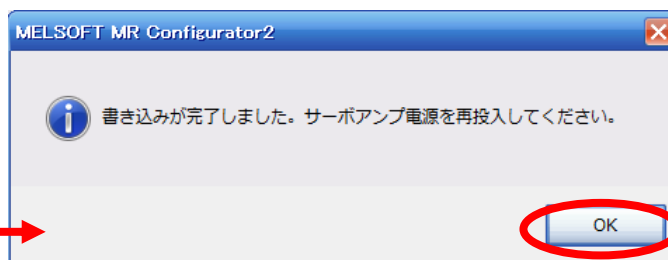 MELSOFT MR Configurator2
書き込みが完了しました。サーボアンプ電源を再投入してください。
OK